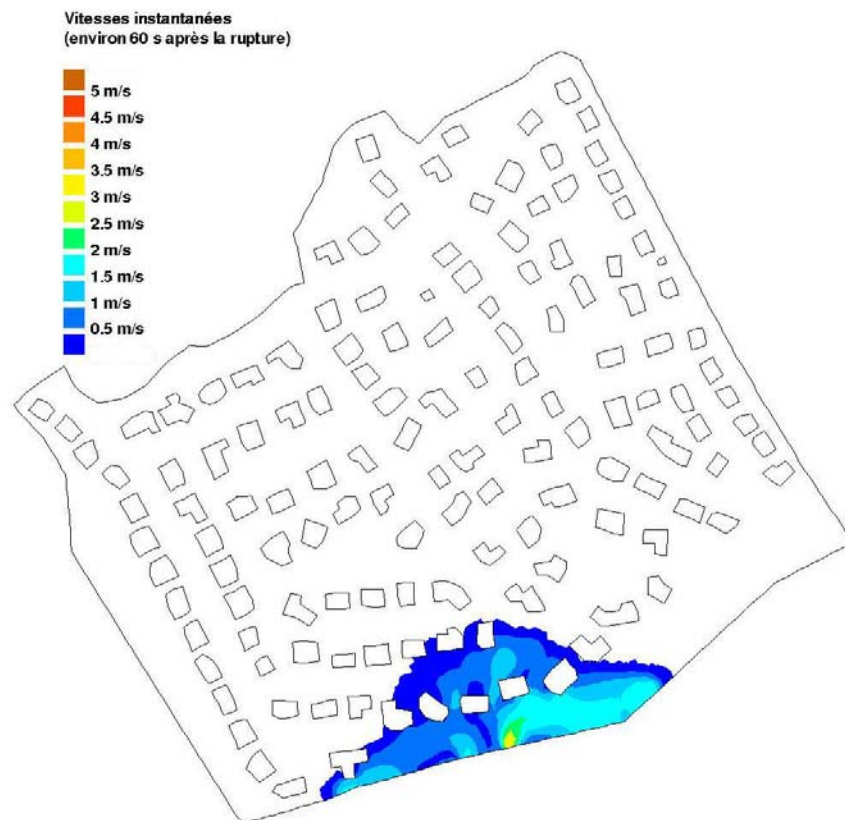 Vitesses instantanées
(environ 60 s après la rupture)
5 m/s
4.5 m/s
4 m/s
3.5 m/s
3 m/s
2.5 m/s
2 m/s
1.5 m/s
1 m/s
0.5 m/s